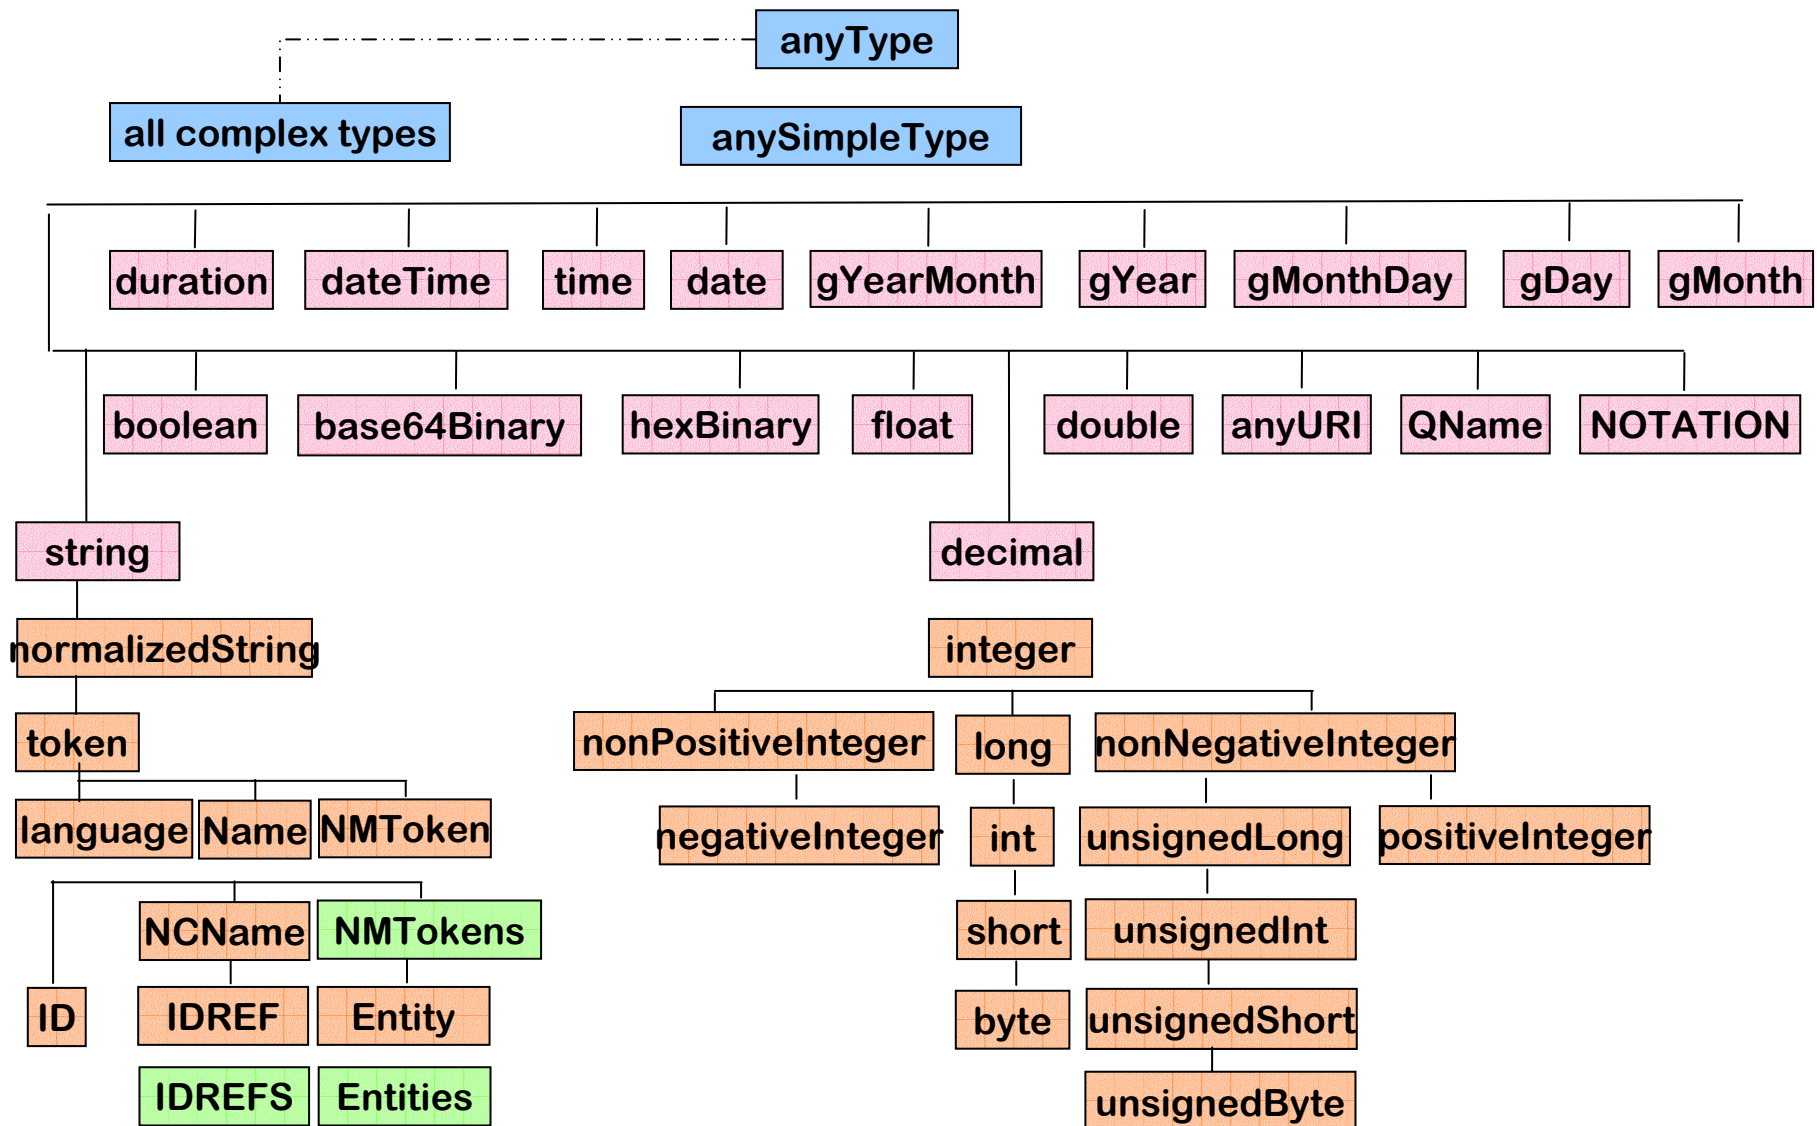 anyType
all complex types
anySimpleType
duration
dateTime
time
date
gYearMonth
gYear
gMonthDay
gDay
gMonth
boolean
base64Binary
hexBinary
float
double
anyURI
QName
NOTATION
string
decimal
normalizedString
integer
token
nonPositiveInteger
long
nonNegativeInteger
language
Name
NMToken
negativeInteger
int
unsignedLong
positiveInteger
NCName
NMTokens
short
unsignedInt
ID
IDREF
Entity
byte
unsignedShort
IDREFS
Entities
unsignedByte